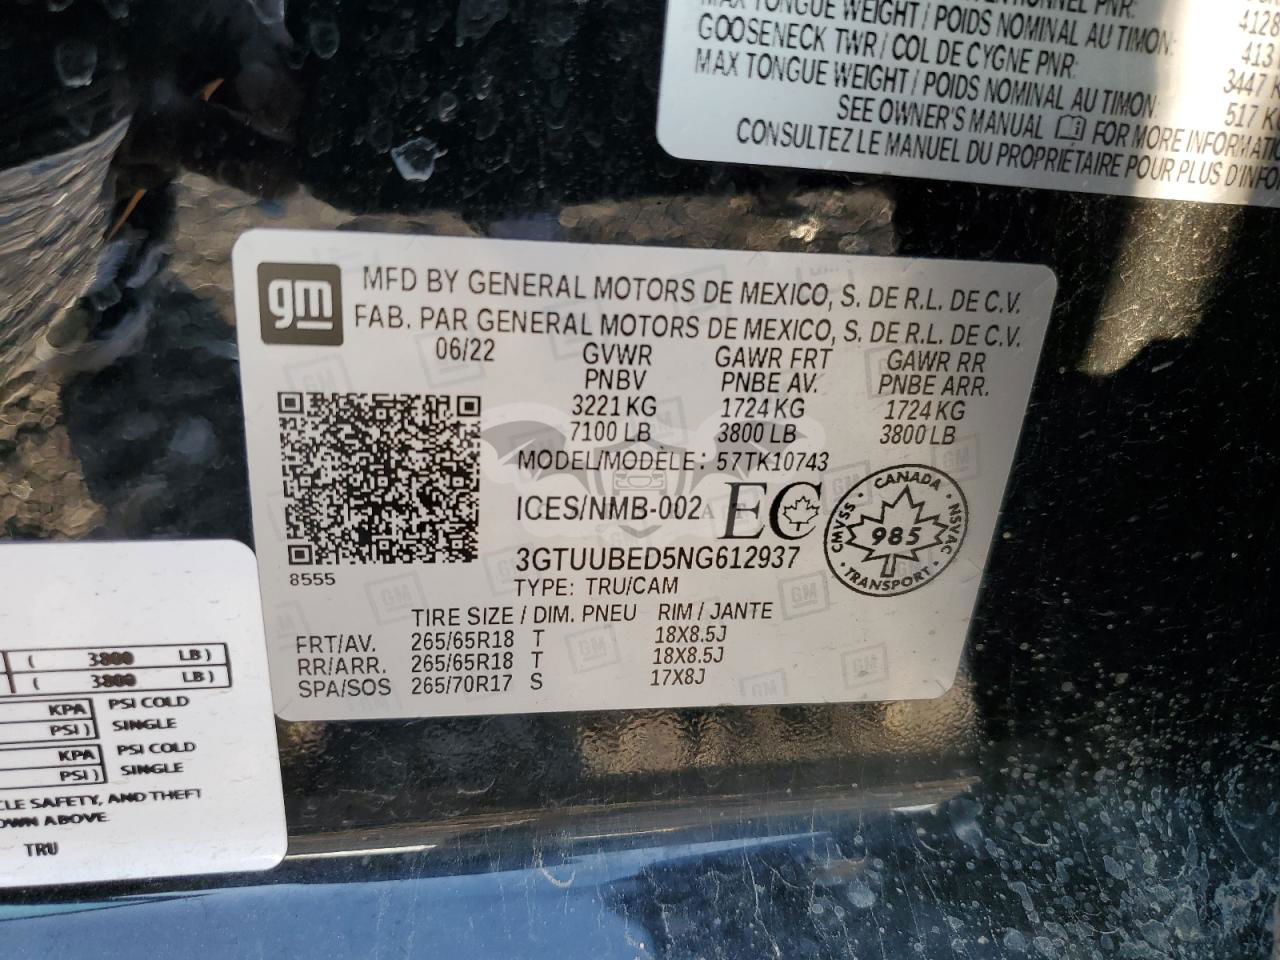 MAX TONGUE WEIGHT / POIDS NOMINAL AU TIMON:
GOOSENECK TWR / COL DE CYGNE PNR: 3447
MAX TONGUE WEIGHT / POIDS NOMINAL AU TIMON: 517
SEE OWNER'S MANUAL FOR MORE
CONSULTEZ LE MANUEL DU PROPRIÉTAIRE POUR PLUS
gm
MFD BY GENERAL MOTORS DE MEXICO, S. DE R.L. DE C.V.
FAB. PAR GENERAL MOTORS DE MEXICO, S. DE R.L. DE C.V.
06/22 GVWR GAWR FRT GAWR RR
PNBV PNBE AV. PNBE ARR.
3221 KG 1724 KG 1724 KG
7100 LB 3800 LB 3800 LB
MODEL/MODÈLE: 57TK10743
ICES/NMB-002 EC
CANADA
CMVSS 985 NSVAC
TRANSPORT
3GTUUBED5NG612937
8555
TYPE: TRU/CAM
TIRE SIZE / DIM. PNEU RIM / JANTE
FRT/AV. 265/65R18 T 18X8.5J
RR/ARR. 265/65R18 T 18X8.5J
SPA/SOS 265/70R17 S 17X8J
( 3800 LB )
( 3800 LB )
KPA PSI COLD
PSI ) SINGLE
KPA PSI COLD
PSI ) SINGLE
SAFETY, AND THEFT
ABOVE
TRU